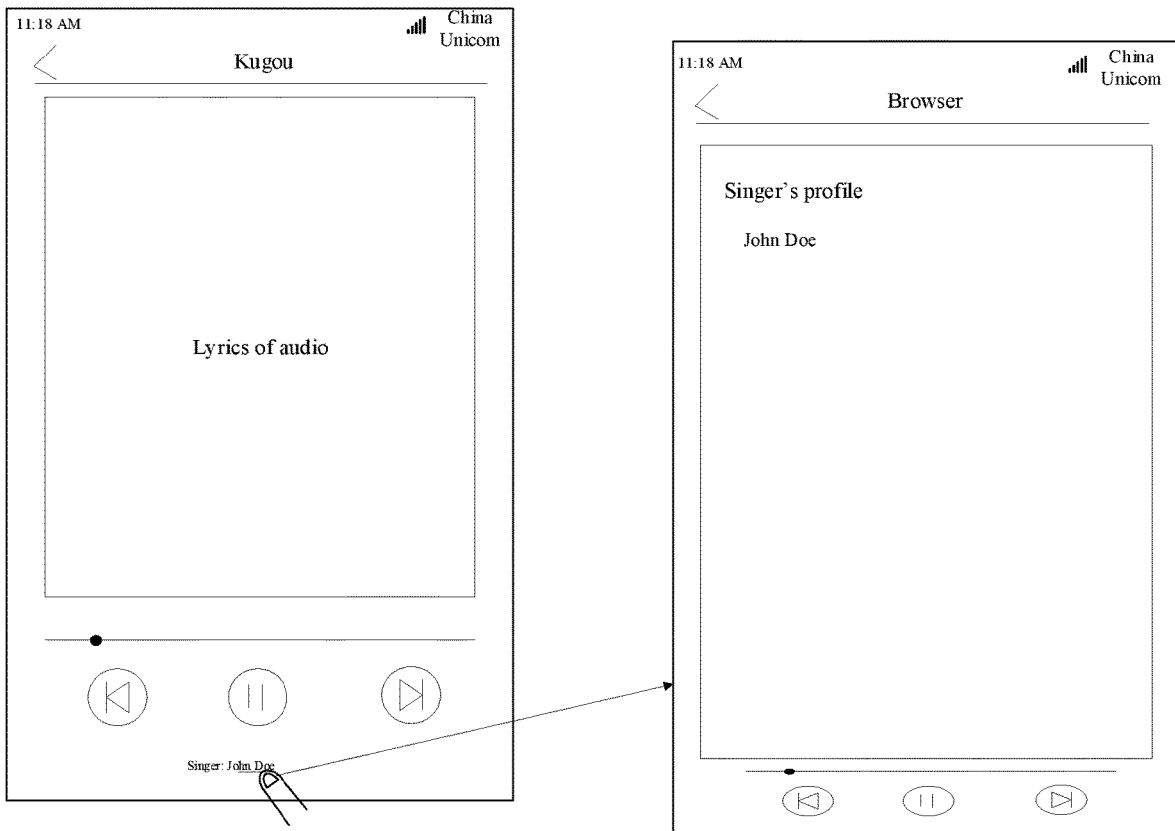 11:18 AM
China
Unicom
Kugou
Lyrics of audio
Singer: John Doe
11:18 AM
China
Unicom
Browser
Singer's profile
John Doe